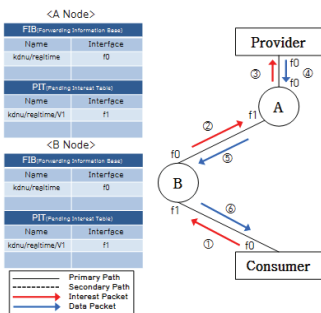 <A Node>
FIB(Forwarding Information Base)
Name Interface
kdnu/realtime f0
PIT(Pending Interest Table)
Name Interface
kdnu/realtime/V1 f1
<B Node>
FIB(Forwarding Information Base)
Name Interface
kdnu/realtime f0
PIT(Pending Interest Table)
Name Interface
kdnu/realtime/V1 f1
Primary Path
Secondary Path
Interest Packet
Data Packet
Provider
f0
③ ④
f0
A
f1
②
⑤
f0
B
f1
⑥
① f0
Consumer